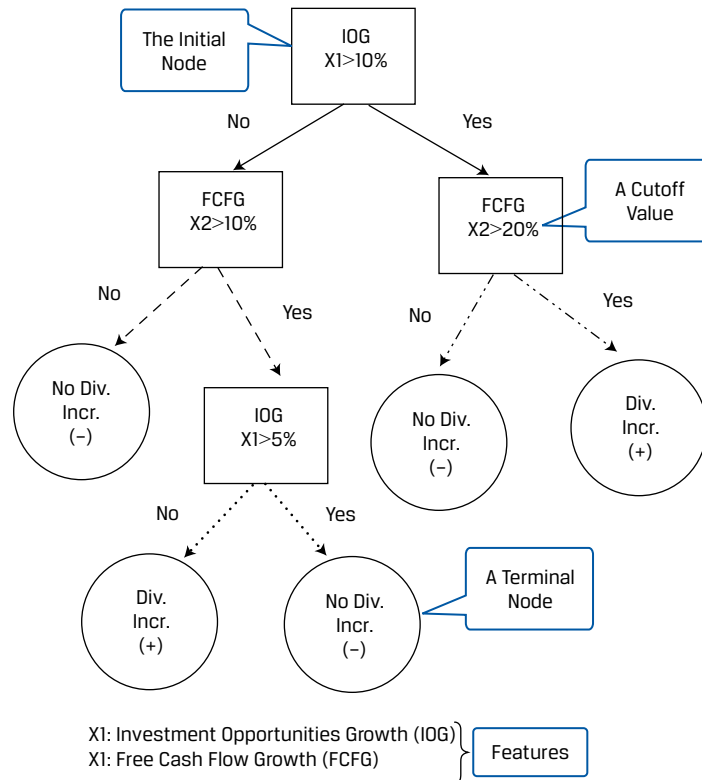 The Initial
Node
IOG
X1>10%
No
Yes
FCFG
X2>10%
FCFG
X2>20%
A Cutoff
Value
No
Yes
No
Yes
No Div.
Incr.
(–)
IOG
X1>5%
No Div.
Incr.
(–)
Div.
Incr.
(+)
No
Yes
Div.
Incr.
(+)
No Div.
Incr.
(–)
A Terminal
Node
X1: Investment Opportunities Growth (IOG)
X1: Free Cash Flow Growth (FCFG)
Features